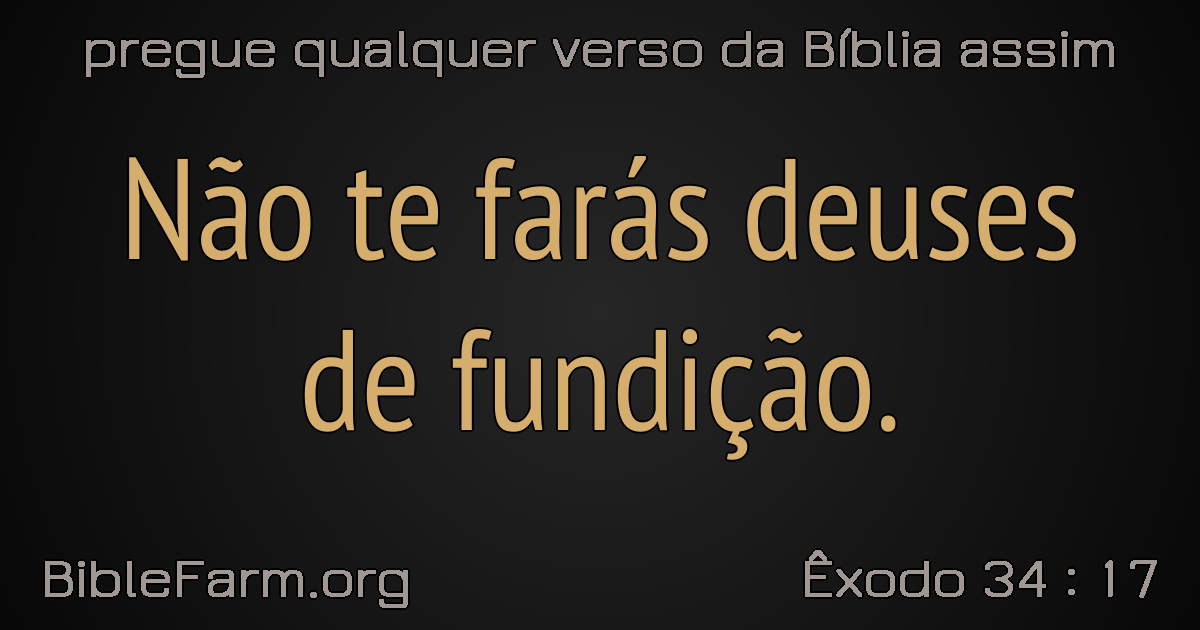 pregue qualquer verso da Bíblia assim
Não te farás deuses
de fundição.
BibleFarm.org
Êxodo 34 : 17